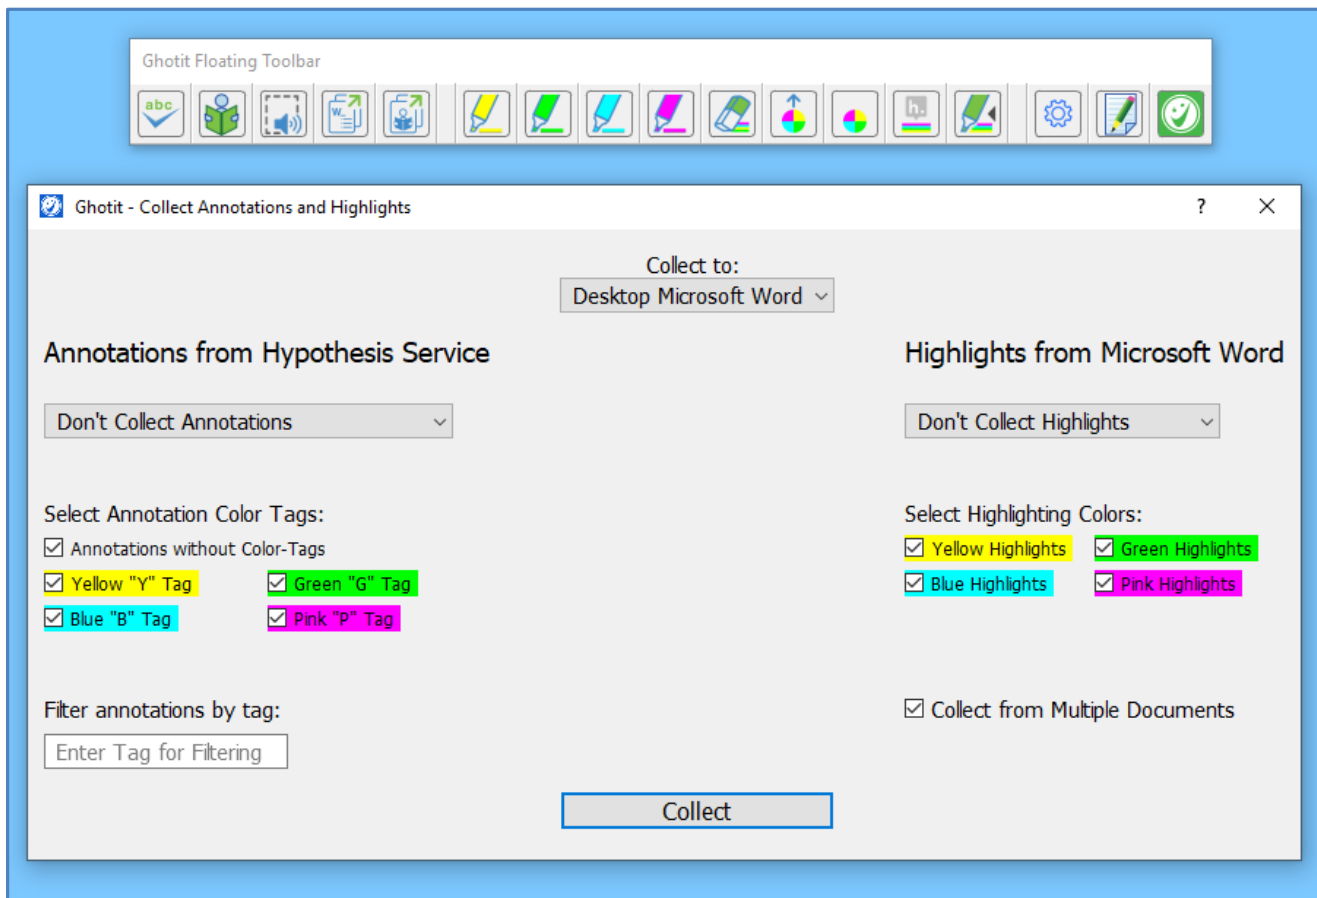 Ghotit Floating Toolbar
abc
W
h.
Ghotit - Collect Annotations and Highlights
?
Collect to:
Desktop Microsoft Word
Annotations from Hypothesis Service
Highlights from Microsoft Word
Don't Collect Annotations
Don't Collect Highlights
Select Annotation Color Tags:
Select Highlighting Colors:
Annotations without Color-Tags
Yellow Highlights
Green Highlights
Yellow "Y" Tag
Green "G" Tag
Blue Highlights
Pink Highlights
Blue "B" Tag
Pink "P" Tag
Filter annotations by tag:
Collect from Multiple Documents
Enter Tag for Filtering
Collect